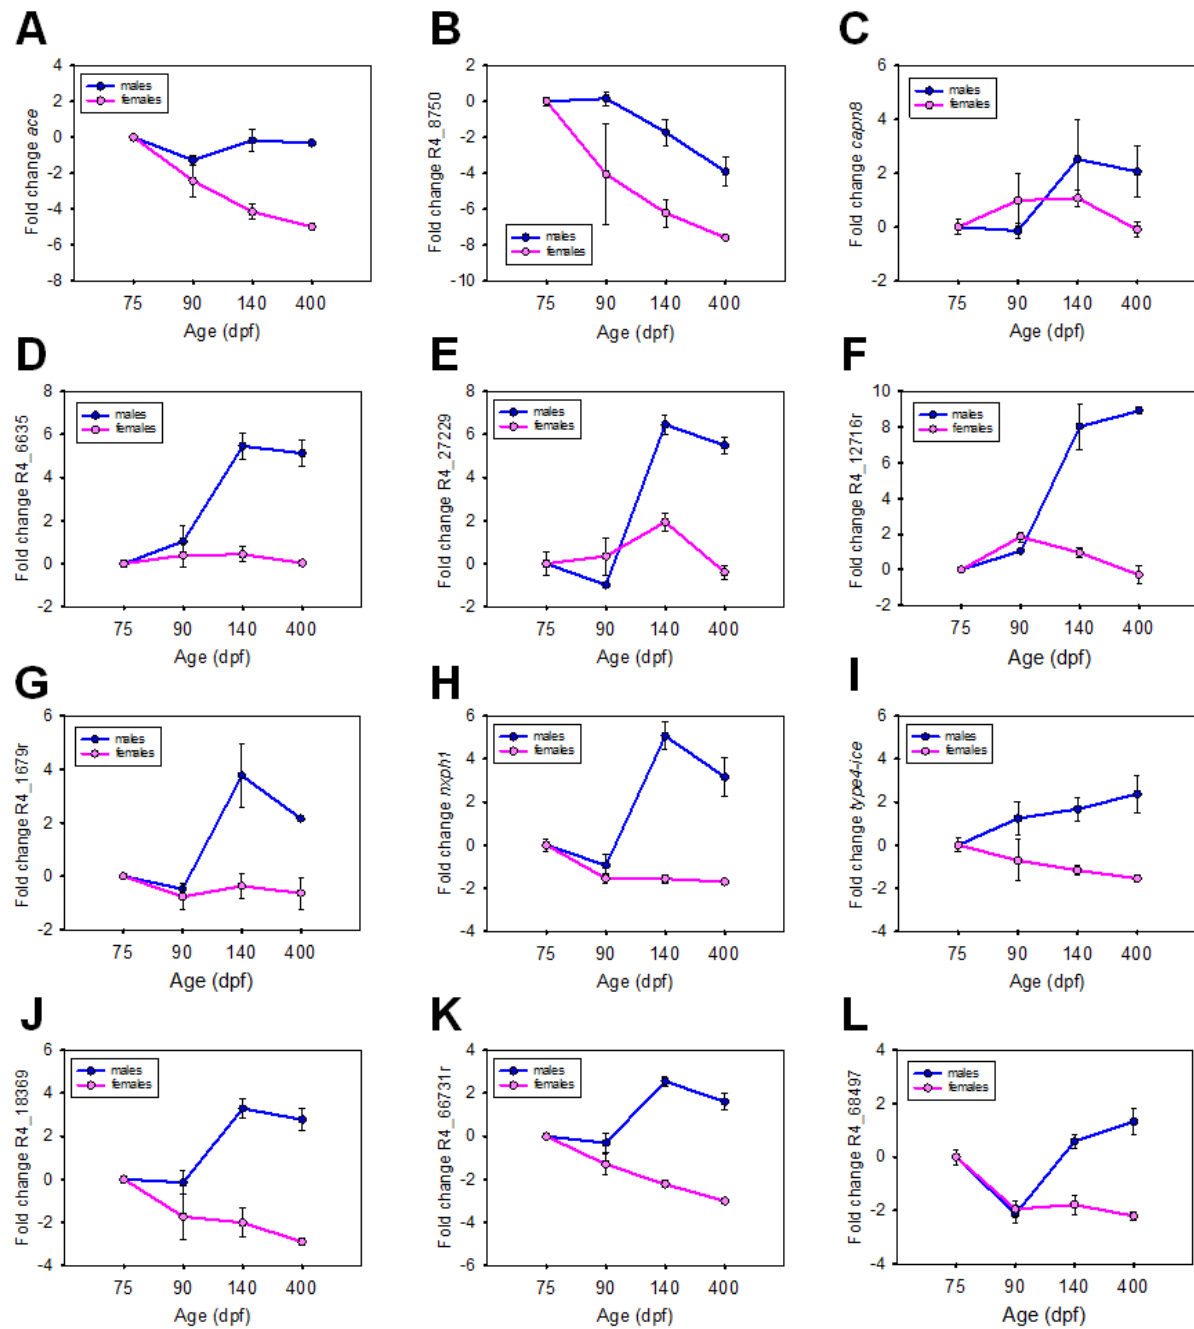 A
Fold change ace
4
2
0
-2
-4
-6
-8
males
females
75 90 140 400
Age (dpf)
B
Fold change R4_8750
2
0
-2
-4
-6
-8
-10
males
females
75 90 140 400
Age (dpf)
C
Fold change capn8
6
4
2
0
-2
males
females
75 90 140 400
Age (dpf)
D
Fold change R4_6635
8
6
4
2
0
-2
males
females
75 90 140 400
Age (dpf)
E
Fold change R4_27229
8
6
4
2
0
-2
males
females
75 90 140 400
Age (dpf)
F
Fold change R4_12716r
10
8
6
4
2
0
-2
males
females
75 90 140 400
Age (dpf)
G
Fold change R4_1679r
6
4
2
0
-2
males
females
75 90 140 400
Age (dpf)
H
Fold change nxph1
6
4
2
0
-2
-4
males
females
75 90 140 400
Age (dpf)
I
Fold change type4-ice
6
4
2
0
-2
-4
males
females
75 90 140 400
Age (dpf)
J
Fold change R4_18369
6
4
2
0
-2
-4
males
females
75 90 140 400
Age (dpf)
K
Fold change R4_66731r
4
2
0
-2
-4
-6
males
females
75 90 140 400
Age (dpf)
L
Fold change R4_68497
4
2
0
-2
-4
males
females
75 90 140 400
Age (dpf)